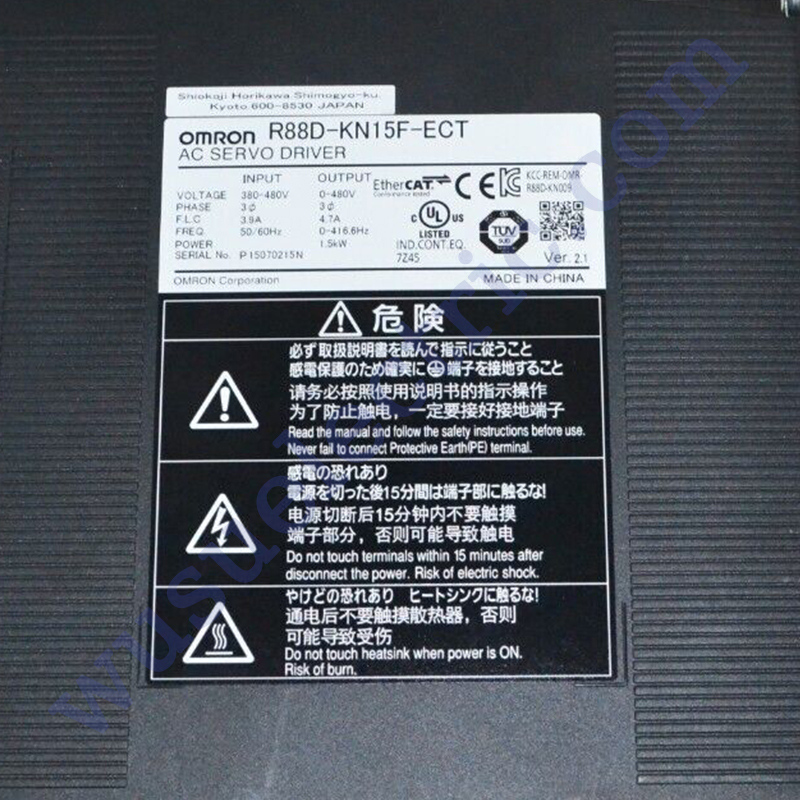 Shiokoji Horikawa Shimogyo-ku,
Kyoto 600-8530 JAPAN
OMRON R88D-KN15F-ECT
AC SERVO DRIVER
INPUT OUTPUT
VOLTAGE 380-480V 0-480V
PHASE 3ϕ 3ϕ
F.L.C 3.9A 4.7A
FREQ. 50/60Hz 0-416.6Hz
POWER 1.5kW
SERIAL No. P15070215N
EtherCAT
Conformance tested
CE
KCC-REM-OMR-
R88D-KN009
C UL US
LISTED
IND.CONT.EQ.
7Z45
TÜV
SUD
Ver. 2.1
OMRON Corporation MADE IN CHINA
危険
必ず取扱説明書を読んで指示に従うこと
感電保護のため確実に端子を接地すること
请务必按照使用说明书的指示操作
为了防止触电，一定要接好接地端子
Read the manual and follow the safety instructions before use.
Never fail to connect Protective Earth(PE) terminal.
感電の恐れあり
電源を切った後15分間は端子部に触るな!
电源切断后15分钟内不要触摸
端子部分，否则可能导致触电
Do not touch terminals within 15 minutes after
disconnect the power. Risk of electric shock.
やけどの恐れあり ヒートシンクに触るな!
通电后不要触摸散热器，否则
可能导致受伤
Do not touch heatsink when power is ON.
Risk of burn.